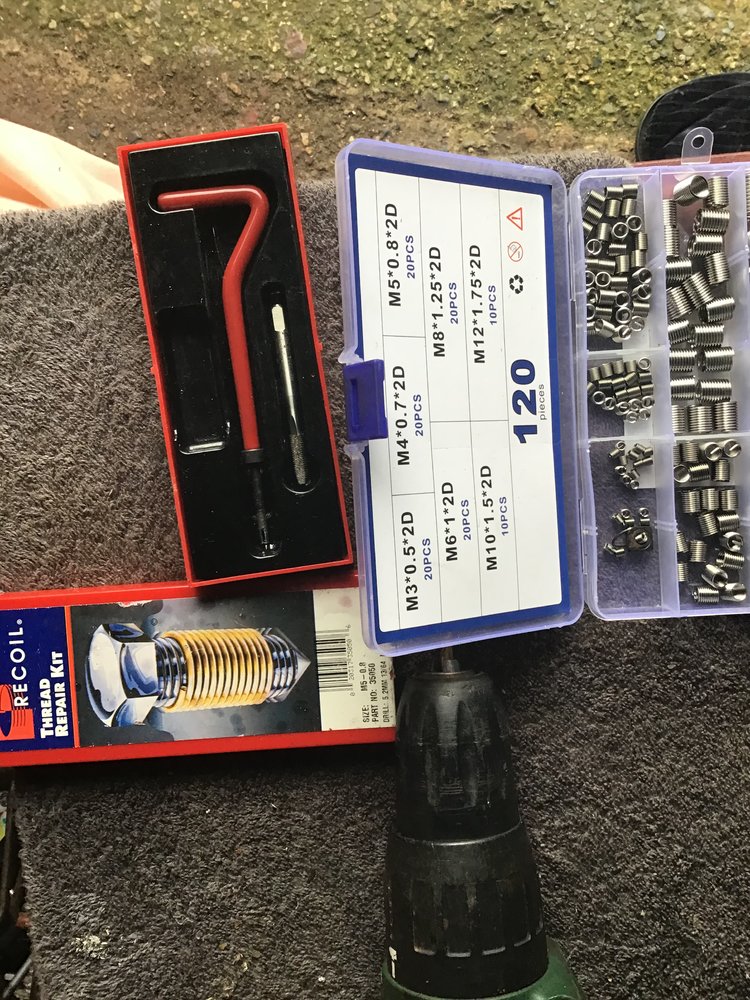 M5*0.8*2D
20PCS
M4*0.7*2D
20PCS
M3*0.5*2D
20PCS
M8*1.25*2D
20PCS
M6*1*2D
20PCS
M12*1.75*2D
10PCS
M10*1.5*2D
10PCS
120
pieces
RECOIL®
THREAD
REPAIR KIT
SIZE: M5-0.8
PART NO: 35050
DRILL: 5.2MM 13/64